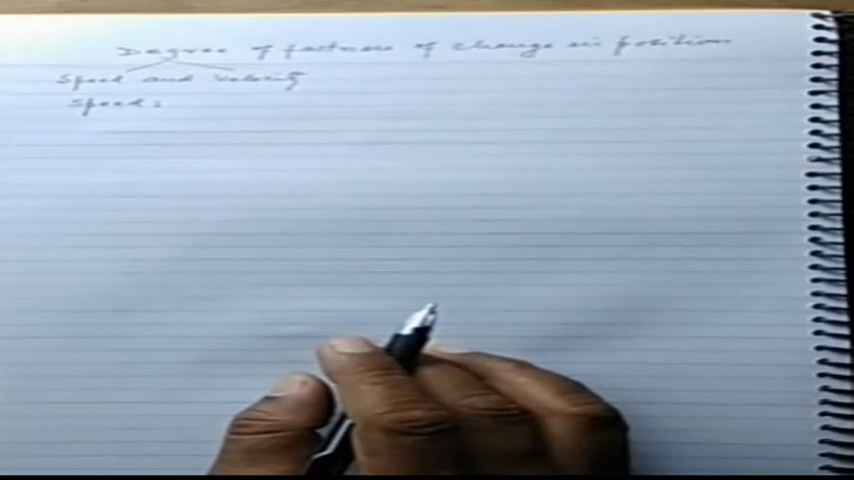 Degree of fastness of change in position
Speed and Velocity
Speed :